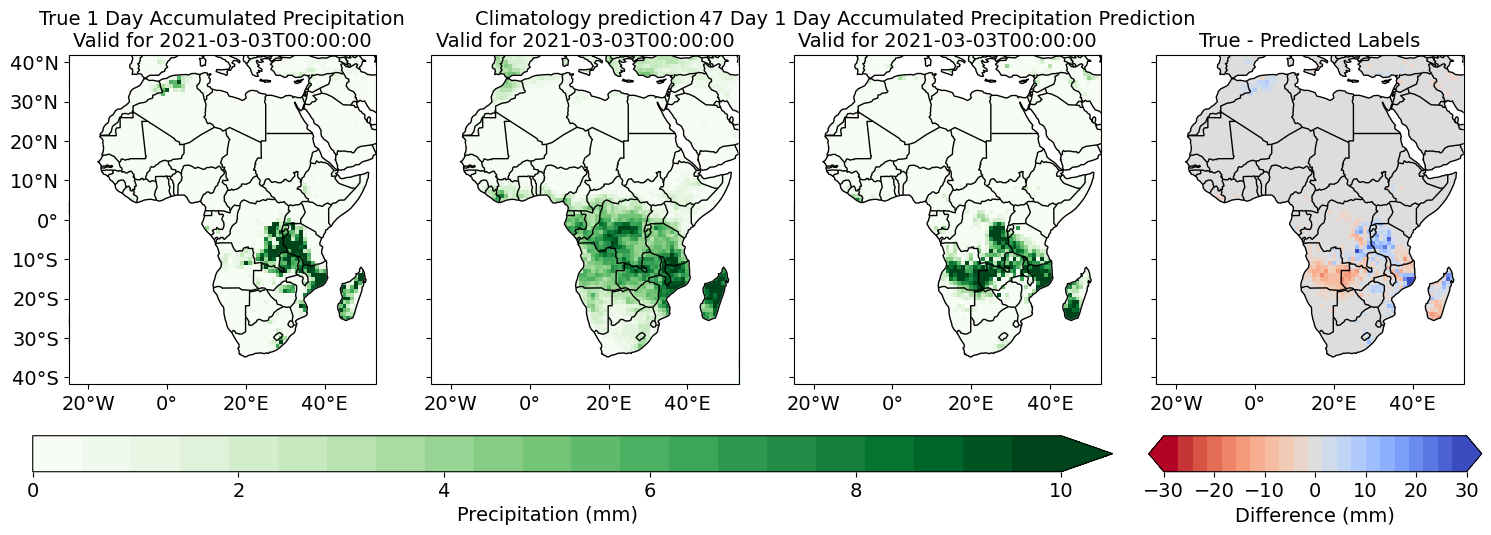 True 1 Day Accumulated Precipitation
Valid for 2021-03-03T00:00:00
Climatology prediction
Valid for 2021-03-03T00:00:00
47 Day 1 Day Accumulated Precipitation Prediction
Valid for 2021-03-03T00:00:00
True - Predicted Labels
40°N
30°N
20°N
10°N
0°
10°S
20°S
30°S
40°S
20°W 0° 20°E 40°E
20°W 0° 20°E 40°E
20°W 0° 20°E 40°E
20°W 0° 20°E 40°E
0 2 4 6 8 10
Precipitation (mm)
−30 −20 −10 0 10 20 30
Difference (mm)